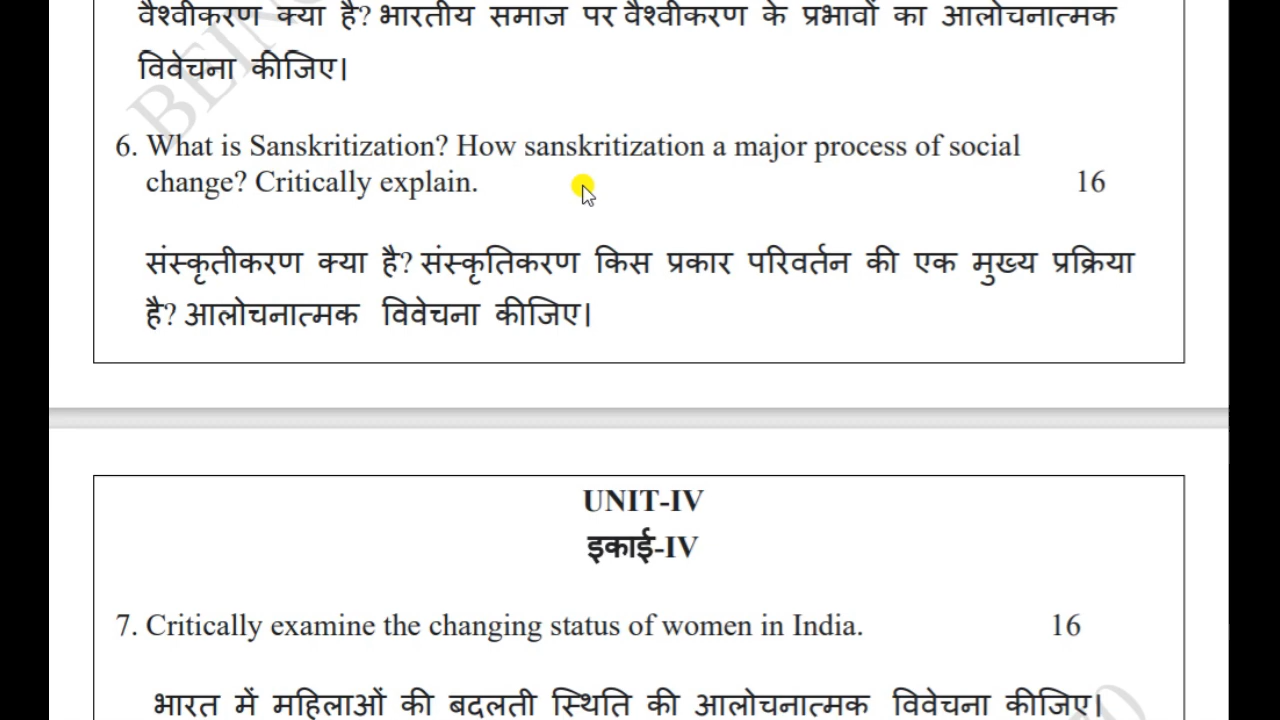 वैश्वीकरण क्या है? भारतीय समाज पर वैश्वीकरण के प्रभावों का आलोचनात्मक
विवेचना कीजिए।
BEING
6. What is Sanskritization? How sanskritization a major process of social
change? Critically explain. 16
संस्कृतीकरण क्या है? संस्कृतिकरण किस प्रकार परिवर्तन की एक मुख्य प्रक्रिया
है? आलोचनात्मक विवेचना कीजिए।
UNIT-IV
इकाई-IV
7. Critically examine the changing status of women in India. 16
भारत में महिलाओं की बदलती स्थिति की आलोचनात्मक विवेचना कीजिए।